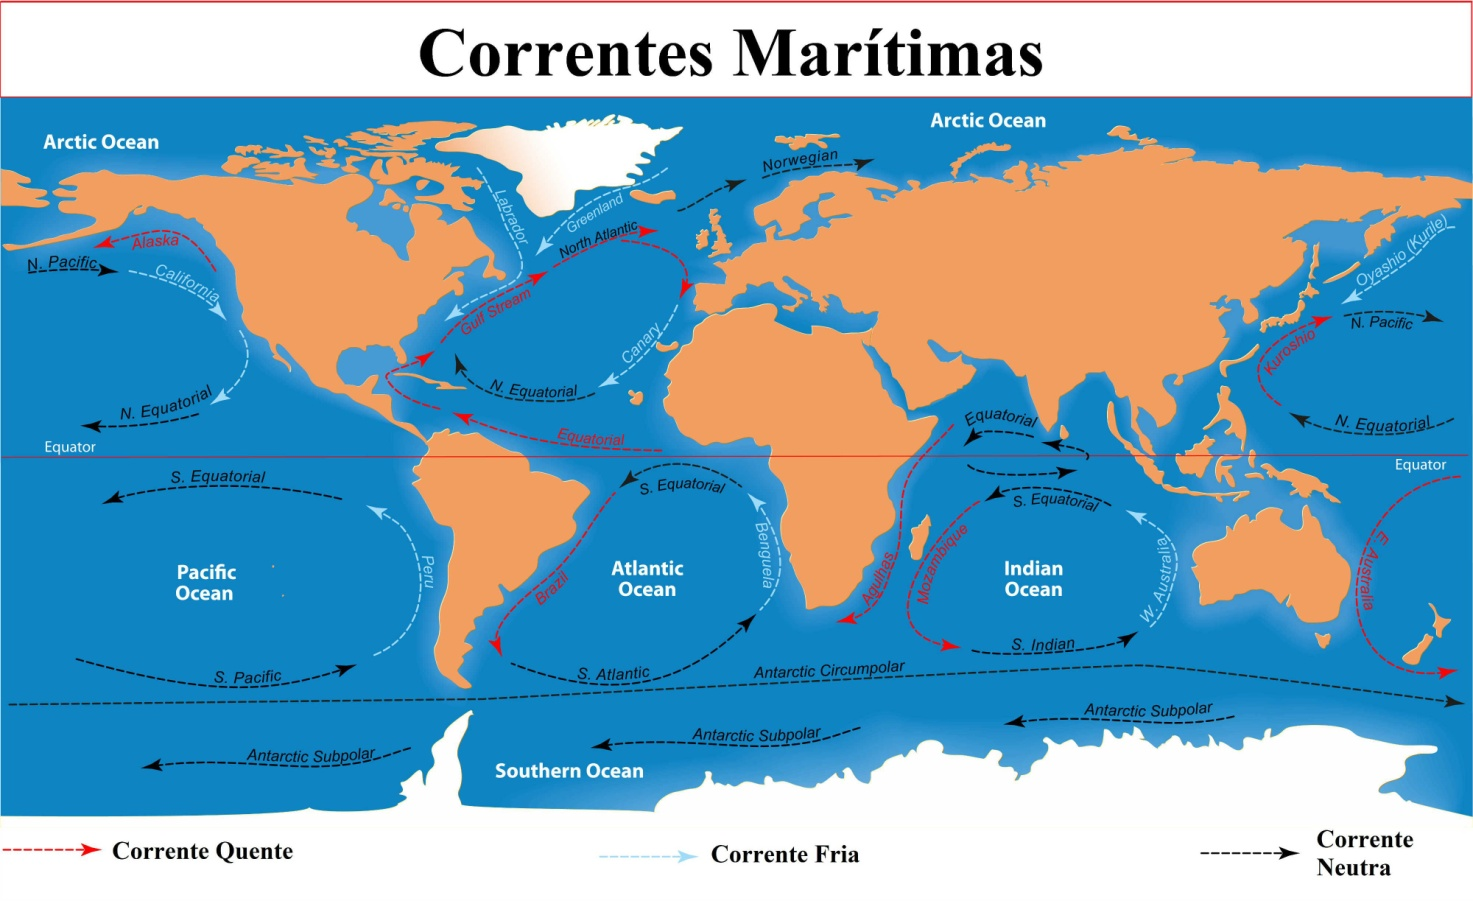 Correntes Marítimas
Arctic Ocean
Arctic Ocean
Norwegian
Labrador
Greenland
North Atlantic
Alaska
N. Pacific
California
Oyashio (Kurile)
Gulf Stream
Canary
Kuroshio
N. Pacific
N. Equatorial
N. Equatorial
Equatorial
N. Equatorial
Equatorial
Equator
Equator
S. Equatorial
S. Equatorial
S. Equatorial
Peru
Brazil
Benguela
Agulhas
Mozambique
W. Australia
E. Australia
Pacific
Ocean
Atlantic
Ocean
Indian
Ocean
S. Pacific
S. Atlantic
S. Indian
Antarctic Circumpolar
Antarctic Subpolar
Antarctic Subpolar
Antarctic Subpolar
Southern Ocean
Corrente Quente
Corrente Fria
Corrente
Neutra